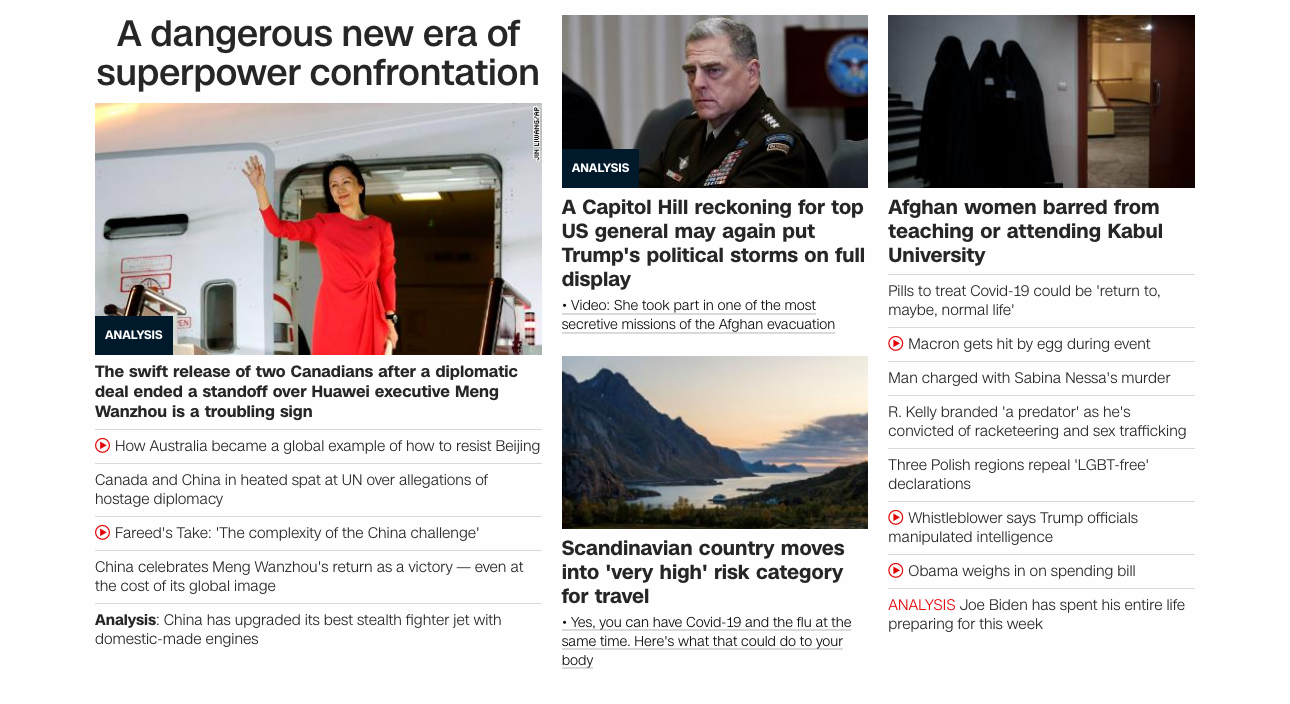 A dangerous new era of
superpower confrontation
JIN LIWANG/AP
ANALYSIS
The swift release of two Canadians after a diplomatic
deal ended a standoff over Huawei executive Meng
Wanzhou is a troubling sign
How Australia became a global example of how to resist Beijing
Canada and China in heated spat at UN over allegations of
hostage diplomacy
Fareed's Take: 'The complexity of the China challenge'
China celebrates Meng Wanzhou's return as a victory — even at
the cost of its global image
Analysis: China has upgraded its best stealth fighter jet with
domestic-made engines
ANALYSIS
A Capitol Hill reckoning for top
US general may again put
Trump's political storms on full
display
• Video: She took part in one of the most
secretive missions of the Afghan evacuation
Scandinavian country moves
into 'very high' risk category
for travel
• Yes, you can have Covid-19 and the flu at the
same time. Here's what that could do to your
body
Afghan women barred from
teaching or attending Kabul
University
Pills to treat Covid-19 could be 'return to,
maybe, normal life'
Macron gets hit by egg during event
Man charged with Sabina Nessa's murder
R. Kelly branded 'a predator' as he's
convicted of racketeering and sex trafficking
Three Polish regions repeal 'LGBT-free'
declarations
Whistleblower says Trump officials
manipulated intelligence
Obama weighs in on spending bill
ANALYSIS Joe Biden has spent his entire life
preparing for this week